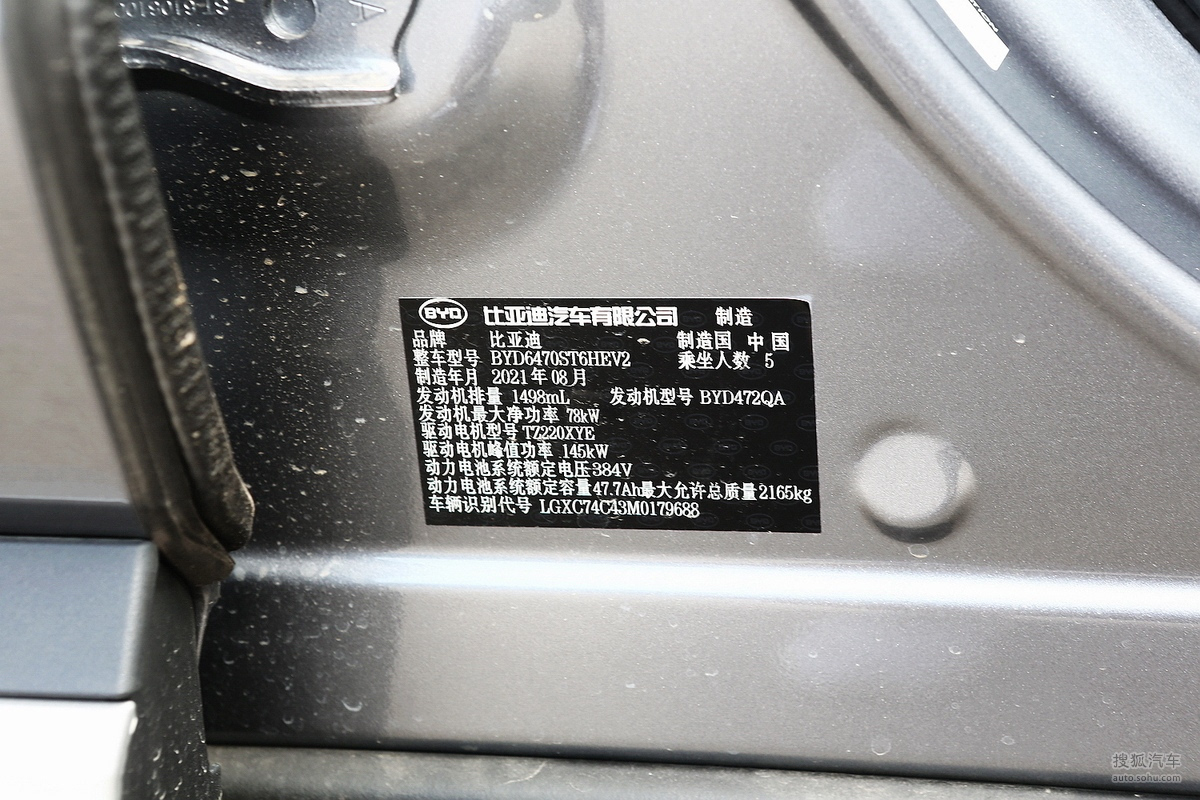 BYD 比亚迪汽车有限公司 制造
品牌 比亚迪 制造国 中国
整车型号 BYD6470ST6HEV2 乘坐人数 5
制造年月 2021年08月
发动机排量 1498mL 发动机型号 BYD472QA
发动机最大净功率 78kW
驱动电机型号 TZ220XYE
驱动电机峰值功率 145kW
动力电池系统额定电压 384V
动力电池系统额定容量 47.7Ah 最大允许总质量 2165kg
车辆识别代号 LGXC74C43M0179688
搜狐汽车
auto.sohu.com